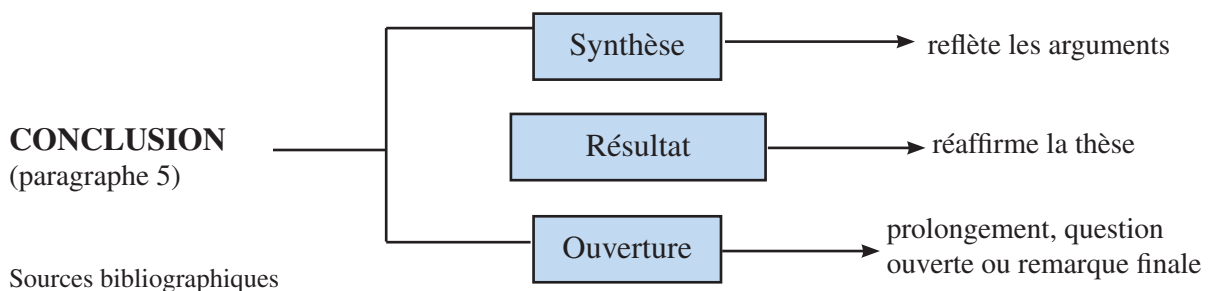 Synthèse
reflète les arguments
CONCLUSION
(paragraphe 5)
Résultat
réaffirme la thèse
Ouverture
prolongement, question
ouverte ou remarque finale
Sources bibliographiques